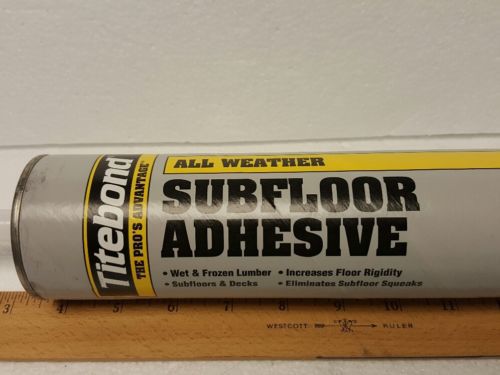 Titebond
THE PRO'S ADVANTAGE
ALL WEATHER
SUBFLOOR
ADHESIVE
• Wet & Frozen Lumber • Increases Floor Rigidity
• Subfloors & Decks • Eliminates Subfloor Squeaks
3 4 5 6 7 8 9 10 11
WESTCOTT RULER